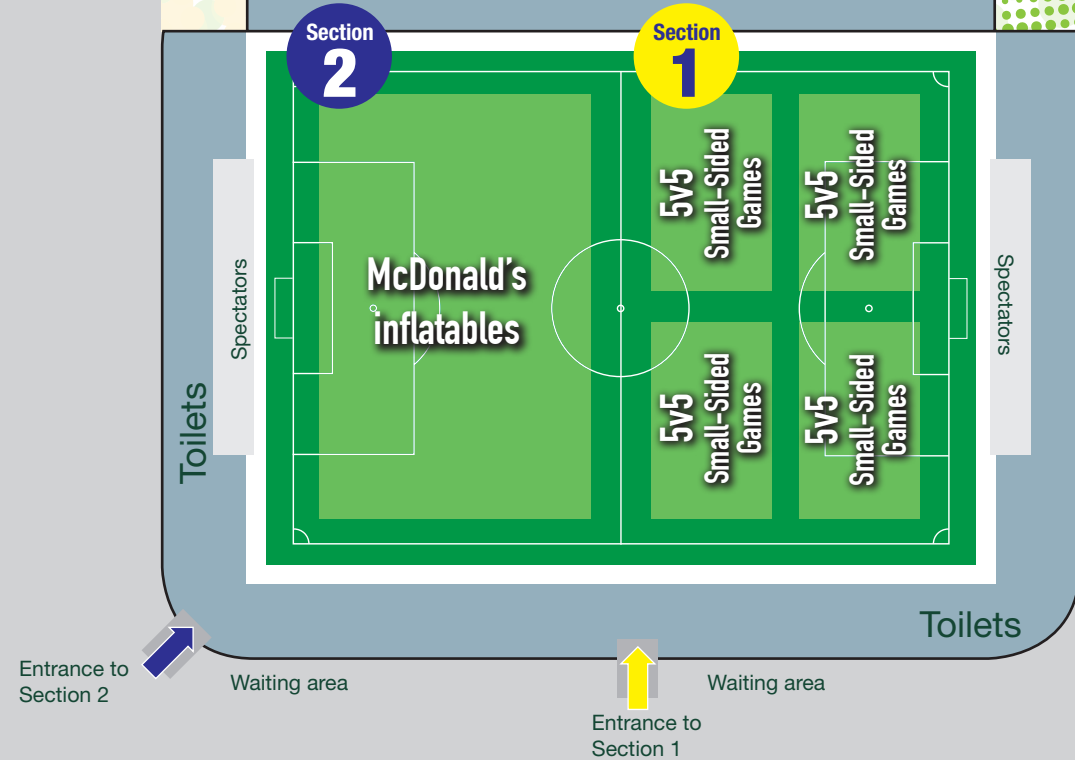 Section
2
Section
1
5v5
Small-Sided
Games
5v5
Small-Sided
Games
Spectators
McDonald's
inflatables
Spectators
5v5
Small-Sided
Games
5v5
Small-Sided
Games
Toilets
Toilets
Entrance to
Section 2
Waiting area
Waiting area
Entrance to
Section 1